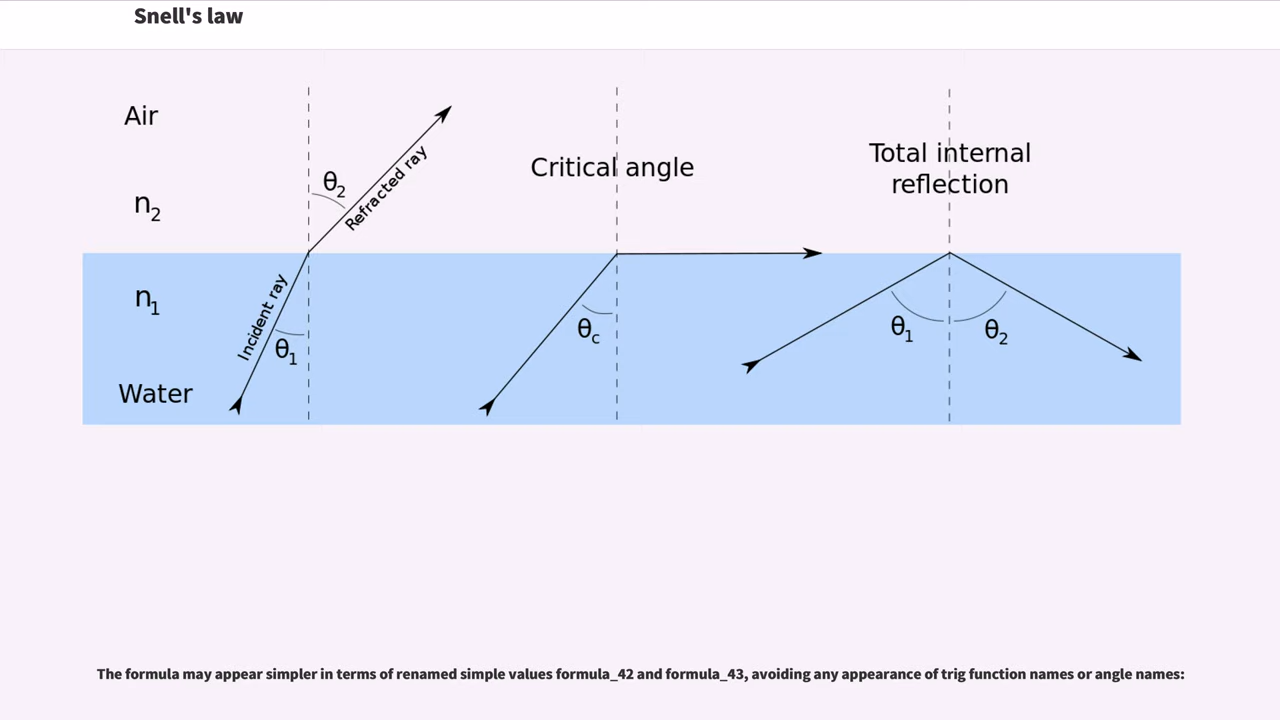 Snell's law
Air
n2
θ2
Refracted ray
Critical angle
Total internal
reflection
n1
Incident ray
θ1
θc
θ1
θ2
Water
The formula may appear simpler in terms of renamed simple values formula_42 and formula_43, avoiding any appearance of trig function names or angle names: